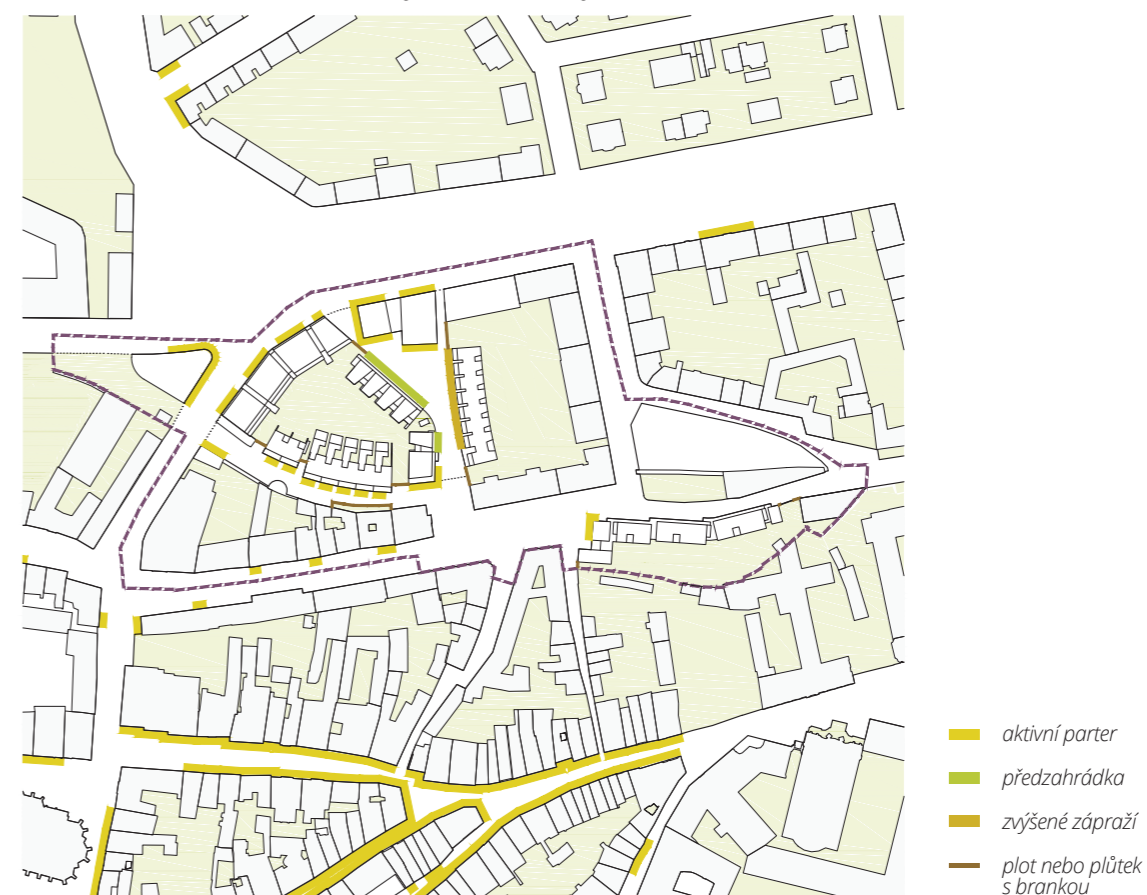 aktivní parter
předzahrádka
zvýšené zápraží
plot nebo plůtek
s brankou